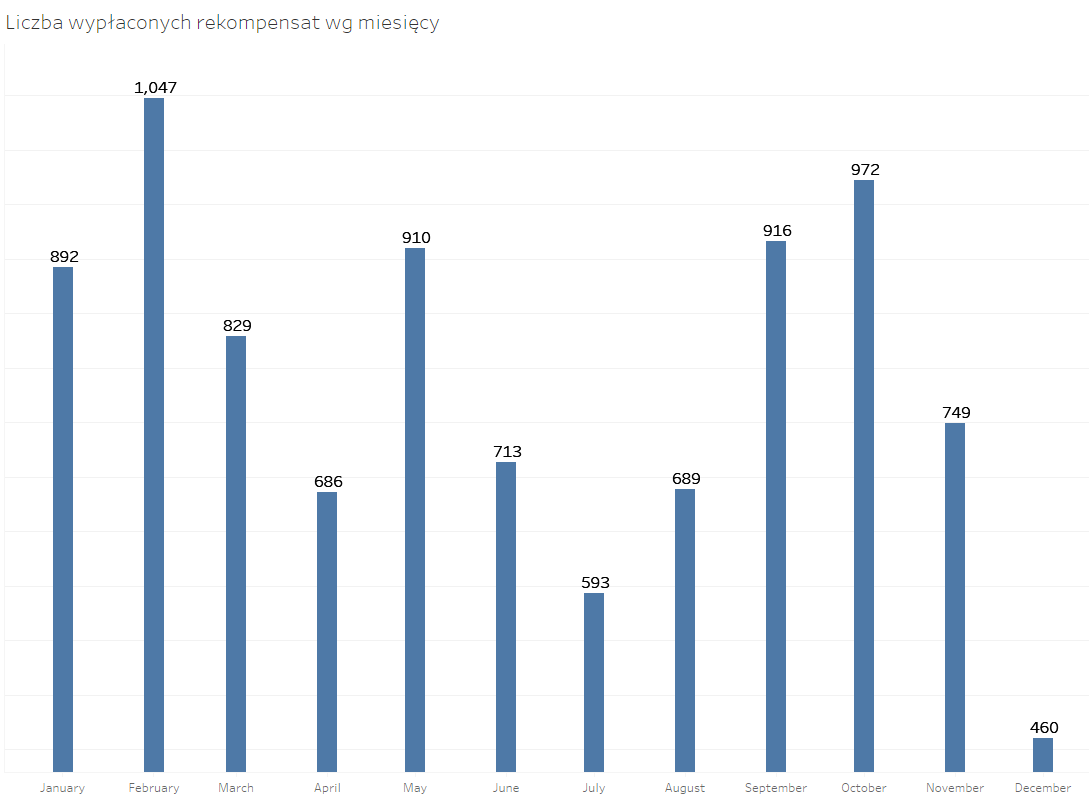 Liczba wypłaconych rekompensat wg miesięcy
892
1,047
829
686
910
713
593
689
916
972
749
460
January
February
March
April
May
June
July
August
September
October
November
December